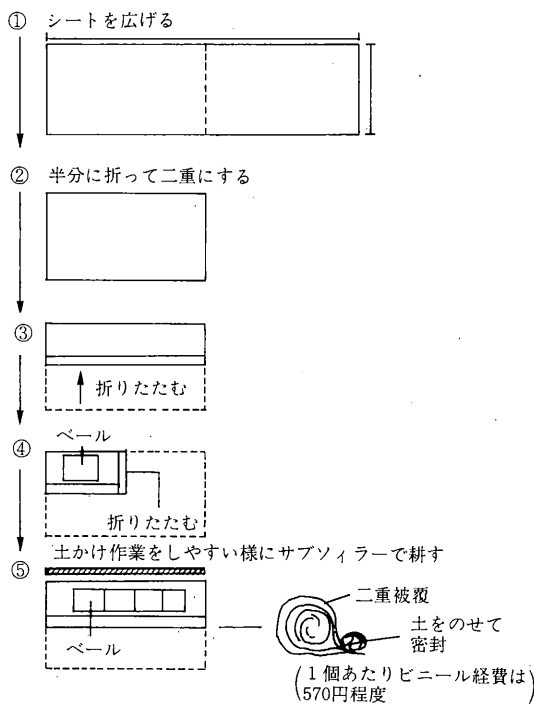 ① シートを広げる
② 半分に折って二重にする
③
折りたたむ
④
ベール
折りたたむ
土かけ作業をしやすい様にサブソィラーで耕す
⑤
二重被覆
土をのせて
密封
ベール
(1個あたりビニール経費は
570円程度)